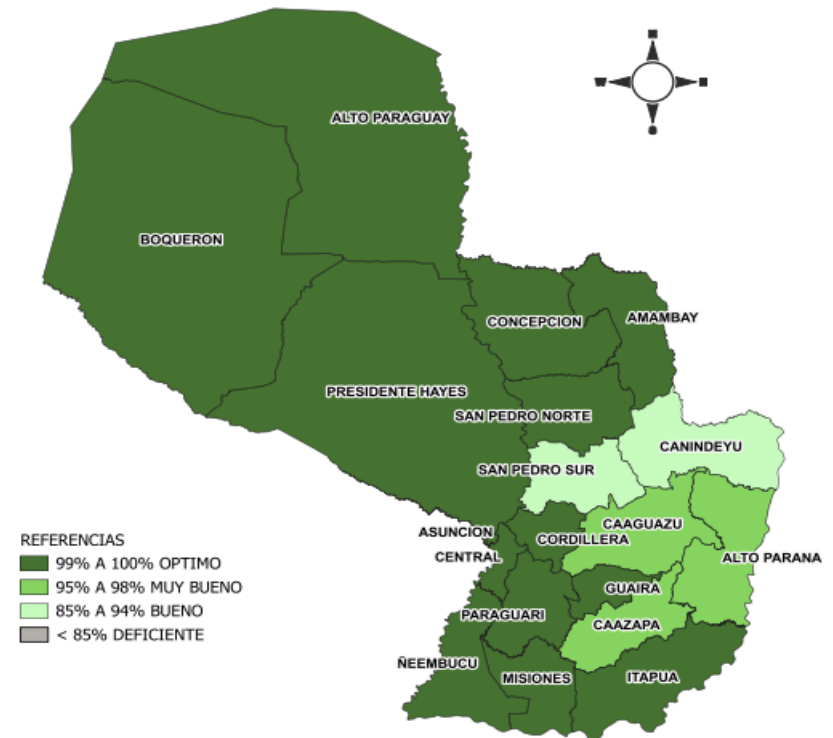 ALTO PARAGUAY
BOQUERON
CONCEPCION
AMAMBAY
PRESIDENTE HAYES
SAN PEDRO NORTE
CANINDEYU
SAN PEDRO SUR
CAAGUAZU
ASUNCION
CORDILLERA
CENTRAL
ALTO PARANA
GUAIRA
PARAGUARI
CAAZAPA
ÑEEMBUCU
MISIONES
ITAPUA
REFERENCIAS
99% A 100% OPTIMO
95% A 98% MUY BUENO
85% A 94% BUENO
< 85% DEFICIENTE